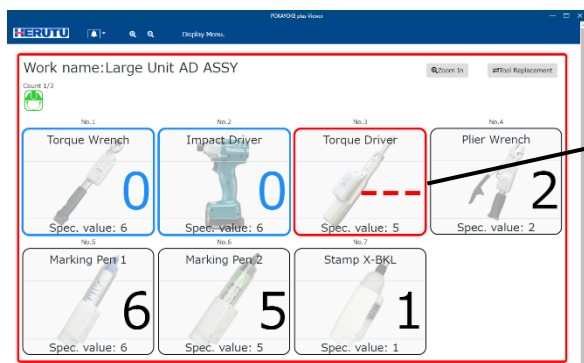 POKAYOKE plus Viewer
HERUTU
Display Menu.
Work name:Large Unit AD ASSY
Zoom In
Tool Replacement
Count 1/3
No.1
No.2
No.3
No.4
Torque Wrench
Impact Driver
Torque Driver
Plier Wrench
0
0
---
2
Spec. value: 6
Spec. value: 6
Spec. value: 5
Spec. value: 2
No.5
No.6
No.7
Marking Pen 1
Marking Pen 2
Stamp X-BKL
6
5
1
Spec. value: 6
Spec. value: 5
Spec. value: 1